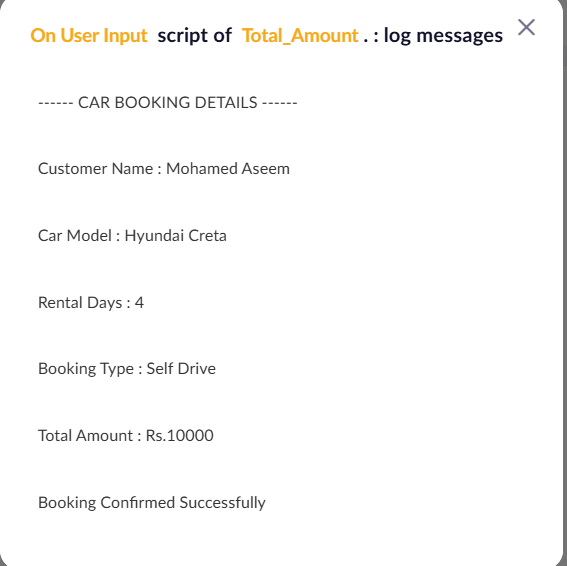 On User Input script of Total_Amount . : log messages
------ CAR BOOKING DETAILS ------
Customer Name : Mohamed Aseem
Car Model : Hyundai Creta
Rental Days : 4
Booking Type : Self Drive
Total Amount : Rs.10000
Booking Confirmed Successfully